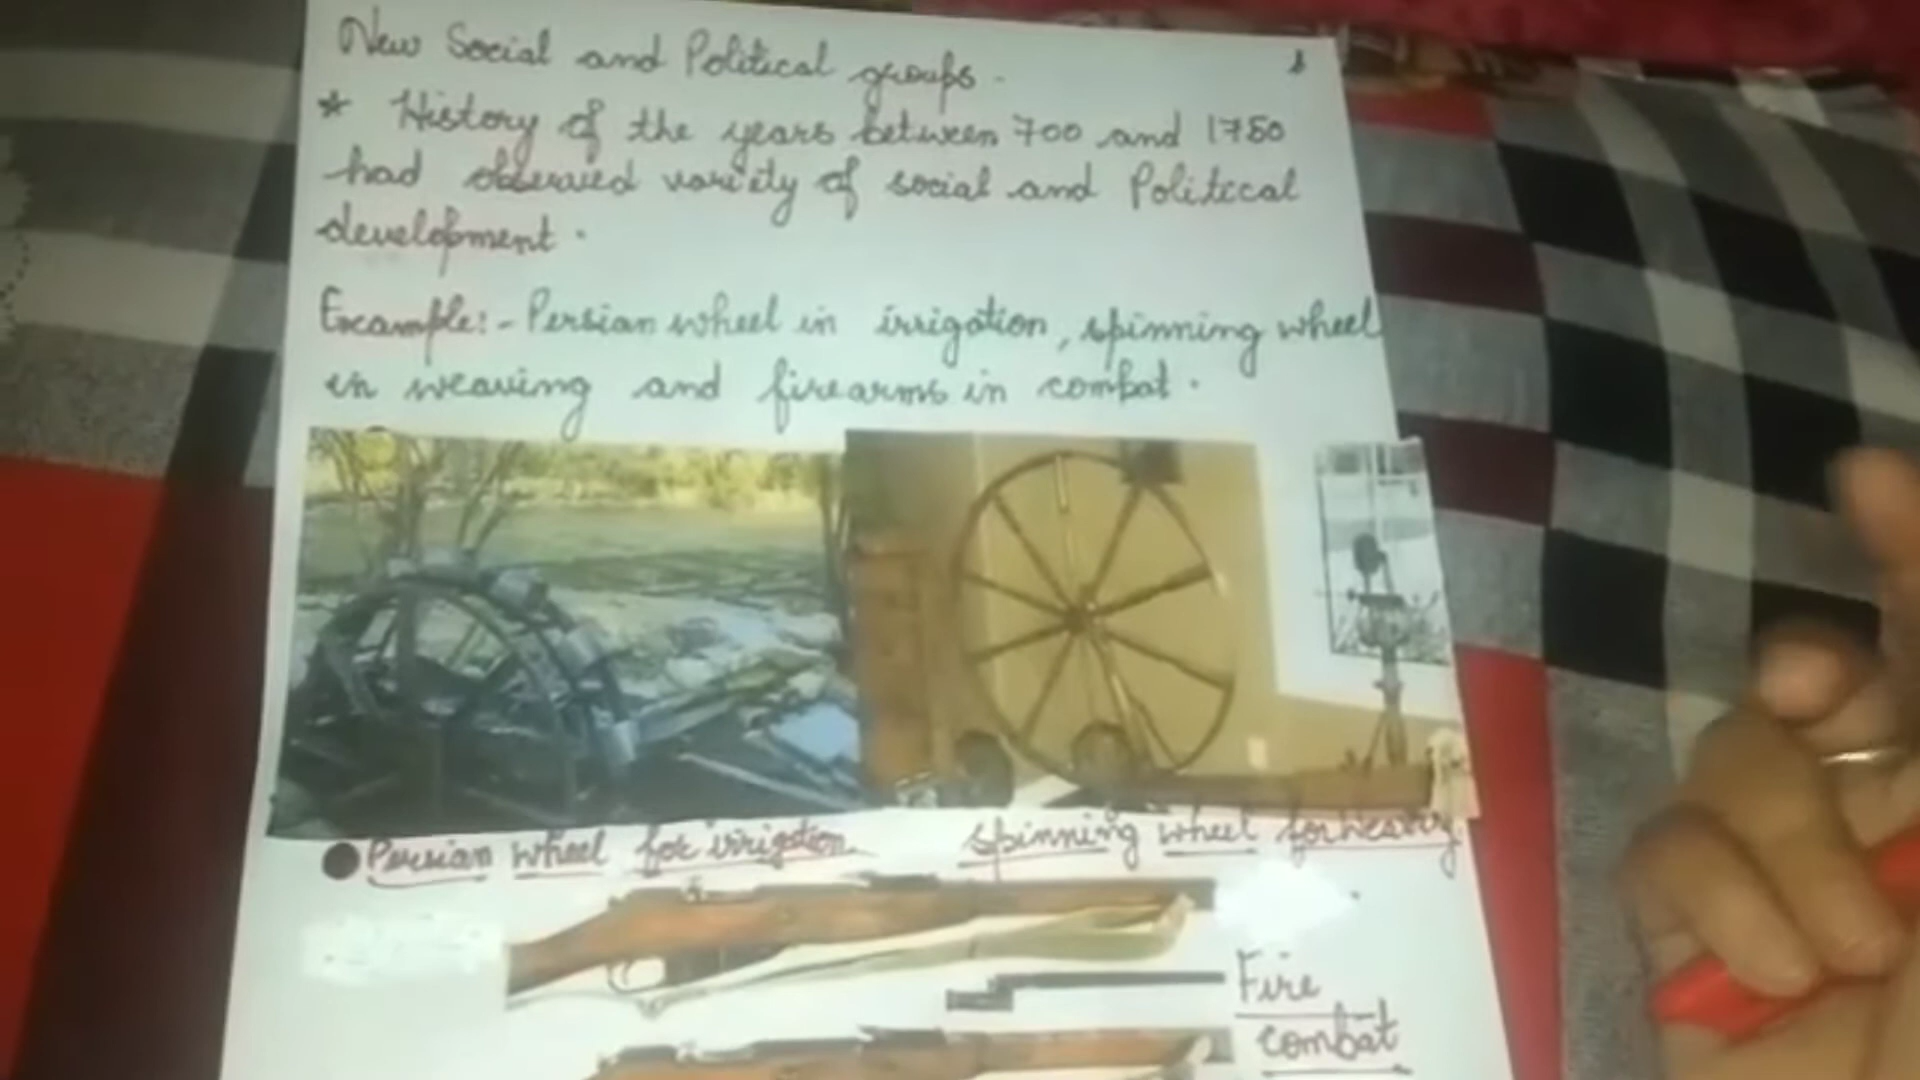 New Social and Political groups.
* History of the years between 700 and 1750
had observed variety of social and Political
development.
Example:- Persian wheel in irrigation, spinning wheel
in weaving and firearms in combat.
Persian wheel for irrigation. spinning wheel for
Fire
combat